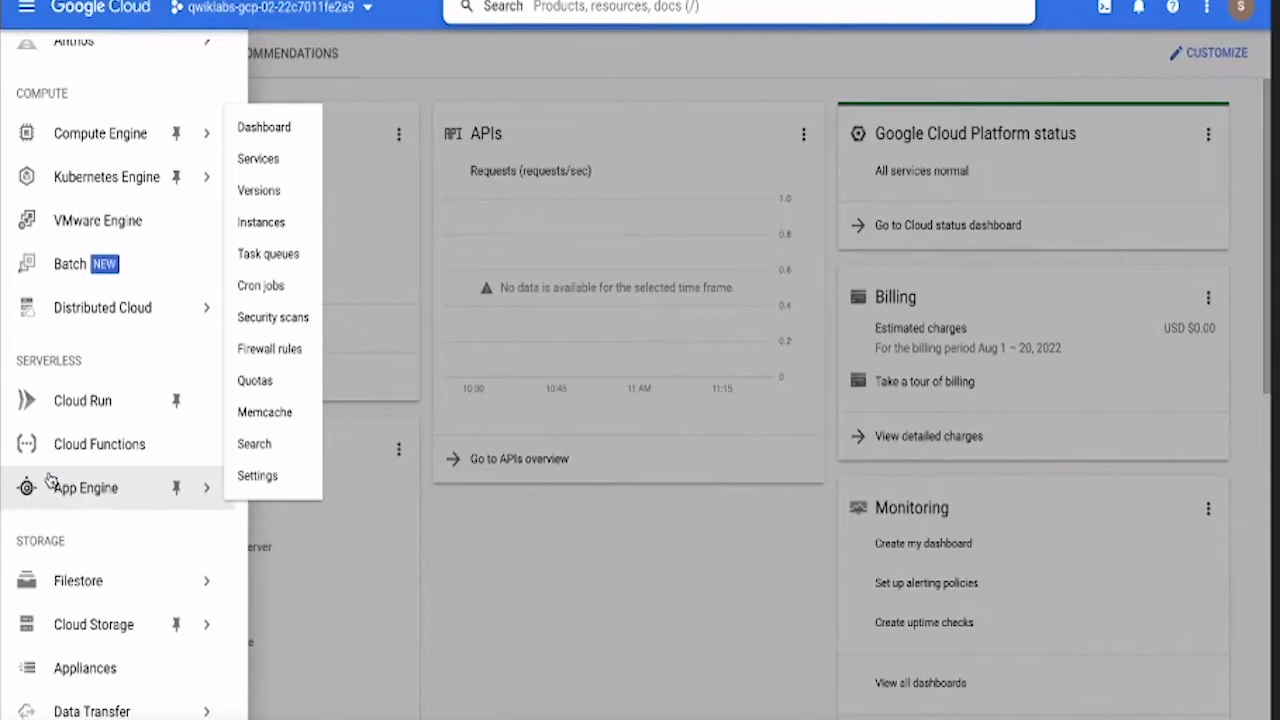 Google Cloud
qwiklabs-gcp-02-22c7011fe2a9
Search Products, resources, docs (/)
S
Anthos
OMMENDATIONS
CUSTOMIZE
COMPUTE
Compute Engine
Kubernetes Engine
VMware Engine
Batch NEW
Distributed Cloud
SERVERLESS
Cloud Run
Cloud Functions
App Engine
STORAGE
Filestore
Cloud Storage
Appliances
Data Transfer
Dashboard
Services
Versions
Instances
Task queues
Cron jobs
Security scans
Firewall rules
Quotas
Memcache
Search
Settings
erver
e
API APIs
Requests (requests/sec)
1.0
0.8
0.6
No data is available for the selected time frame.
0.4
0.2
0
10:30 10:45 11 AM 11:15
Go to APIs overview
Google Cloud Platform status
All services normal
Go to Cloud status dashboard
Billing
Estimated charges USD $0.00
For the billing period Aug 1 – 20, 2022
Take a tour of billing
View detailed charges
Monitoring
Create my dashboard
Set up alerting policies
Create uptime checks
View all dashboards